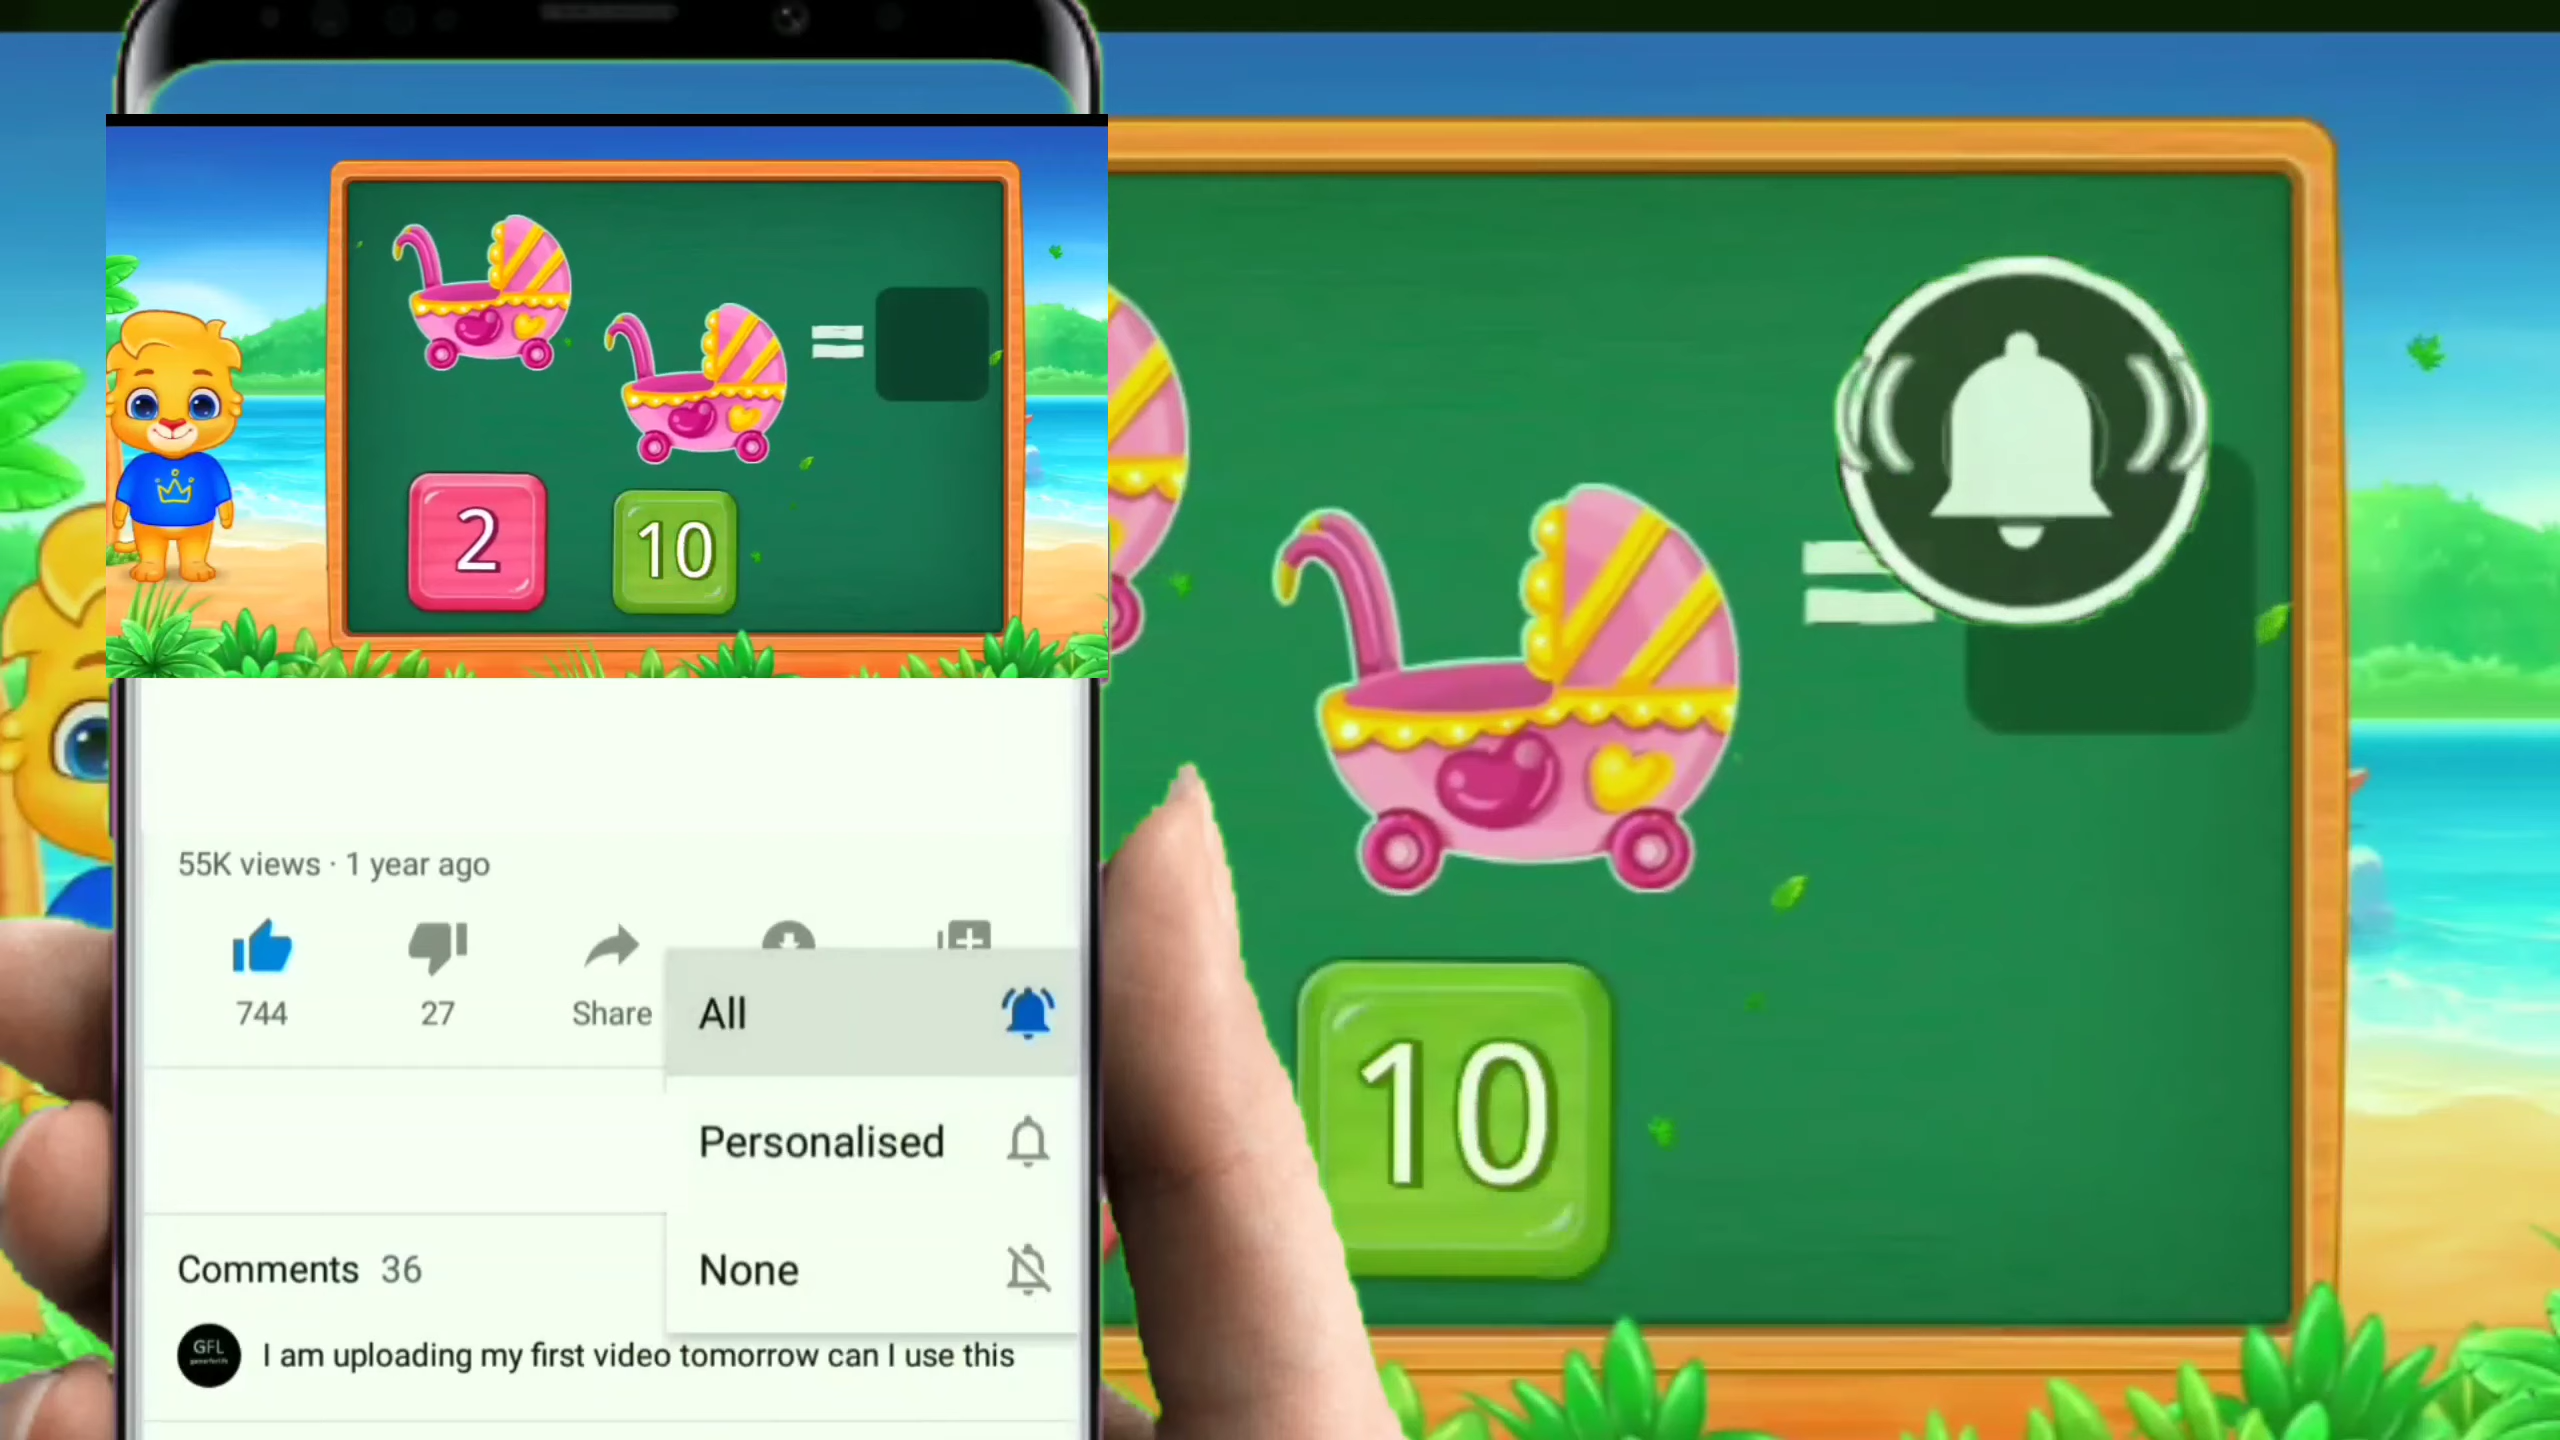 =
2
10
55K views · 1 year ago
744
27
Share
All
Personalised
None
Comments 36
GFL
I am uploading my first video tomorrow can I use this
=
10